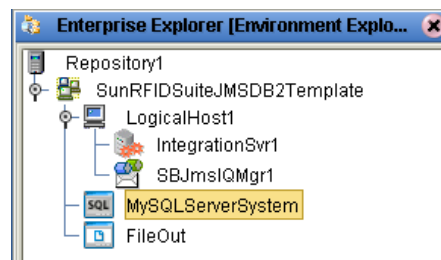 Enterprise Explorer [Environment Explo...
Repository1
SunRFIDSuiteJMSDB2Template
LogicalHost1
IntegrationSvr1
SBJmsIQMgr1
SQL MySQLServerSystem
FileOut